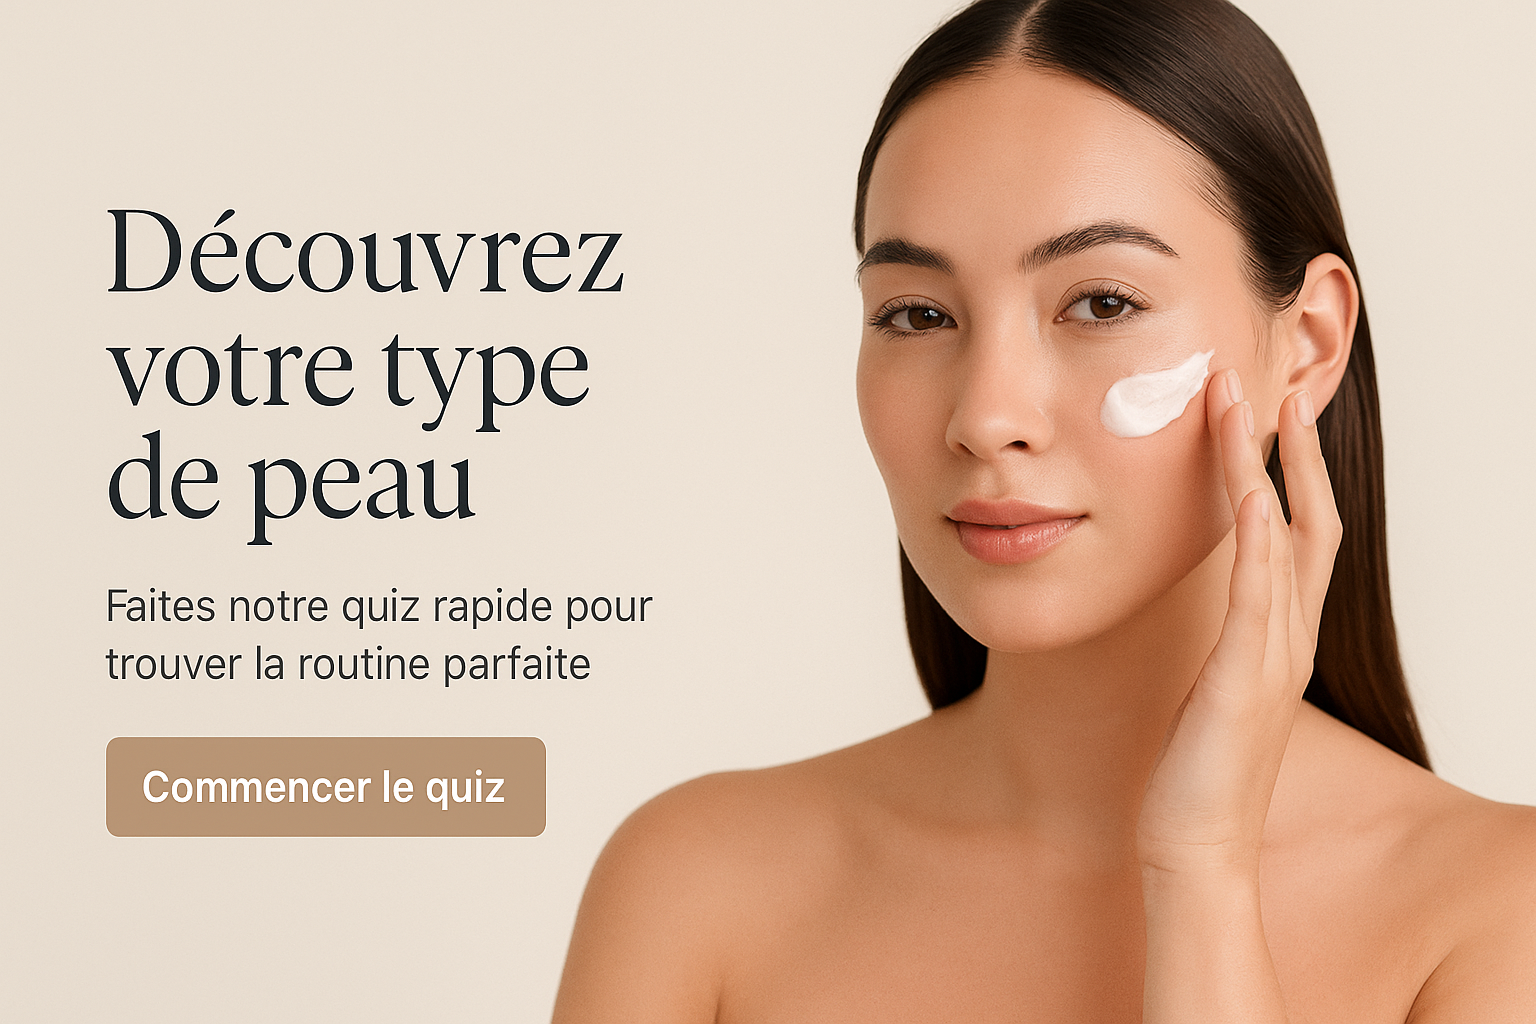 Découvrez
votre type
de peau
Faites notre quiz rapide pour
trouver la routine parfaite
Commencer le quiz